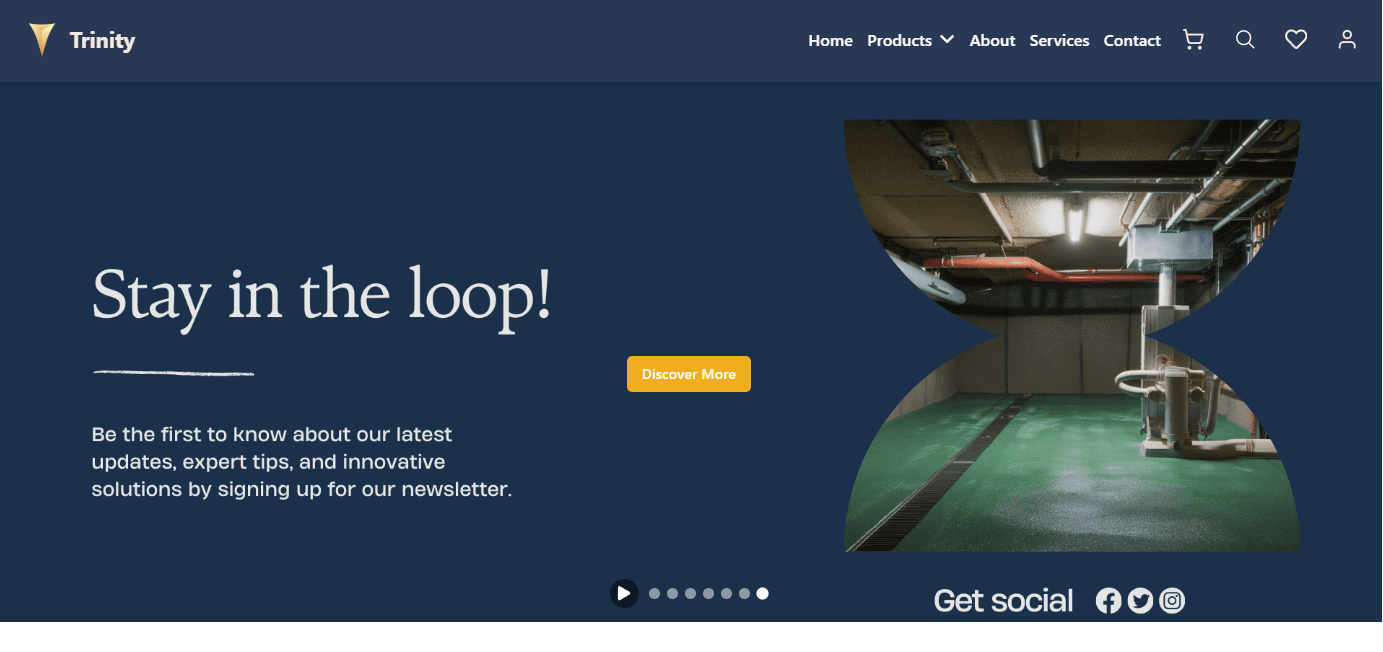 Trinity
Home Products About Services Contact
Stay in the loop!
Discover More
Be the first to know about our latest
updates, expert tips, and innovative
solutions by signing up for our newsletter.
Get social